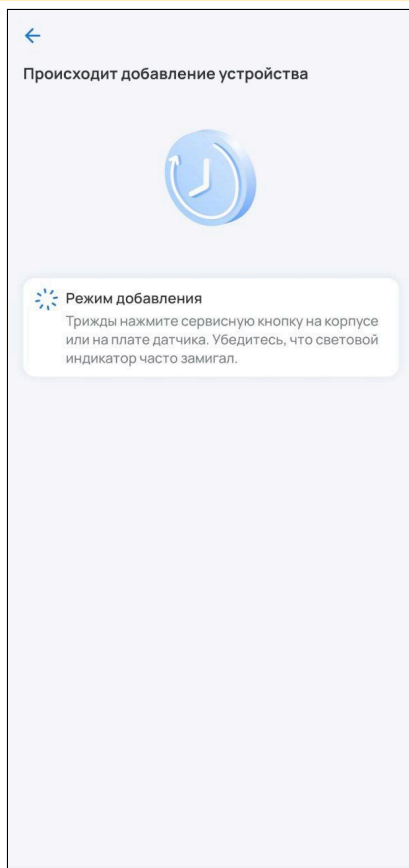 Происходит добавление устройства
Режим добавления
Трижды нажмите сервисную кнопку на корпусе
или на плате датчика. Убедитесь, что световой
индикатор часто замигал.